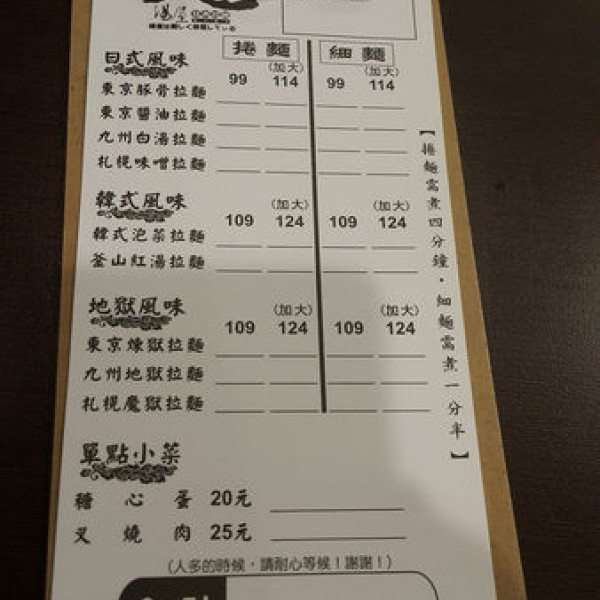 湯屋
日式風味
捲麵 細麵
(加大) (加大)
99 114 99 114
東京豚骨拉麵
東京醬油拉麵
九州白湯拉麵
札幌味噌拉麵
韓式風味
(加大) (加大)
109 124 109 124
韓式泡菜拉麵
釜山紅湯拉麵
地獄風味
(加大) (加大)
109 124 109 124
東京煉獄拉麵
九州地獄拉麵
札幌魔獄拉麵
【捲麵需煮四分鐘.細麵需煮一分半】
單點小菜
糖心蛋 20元
叉燒肉 25元
(人多的時候,請耐心等候!謝謝!)